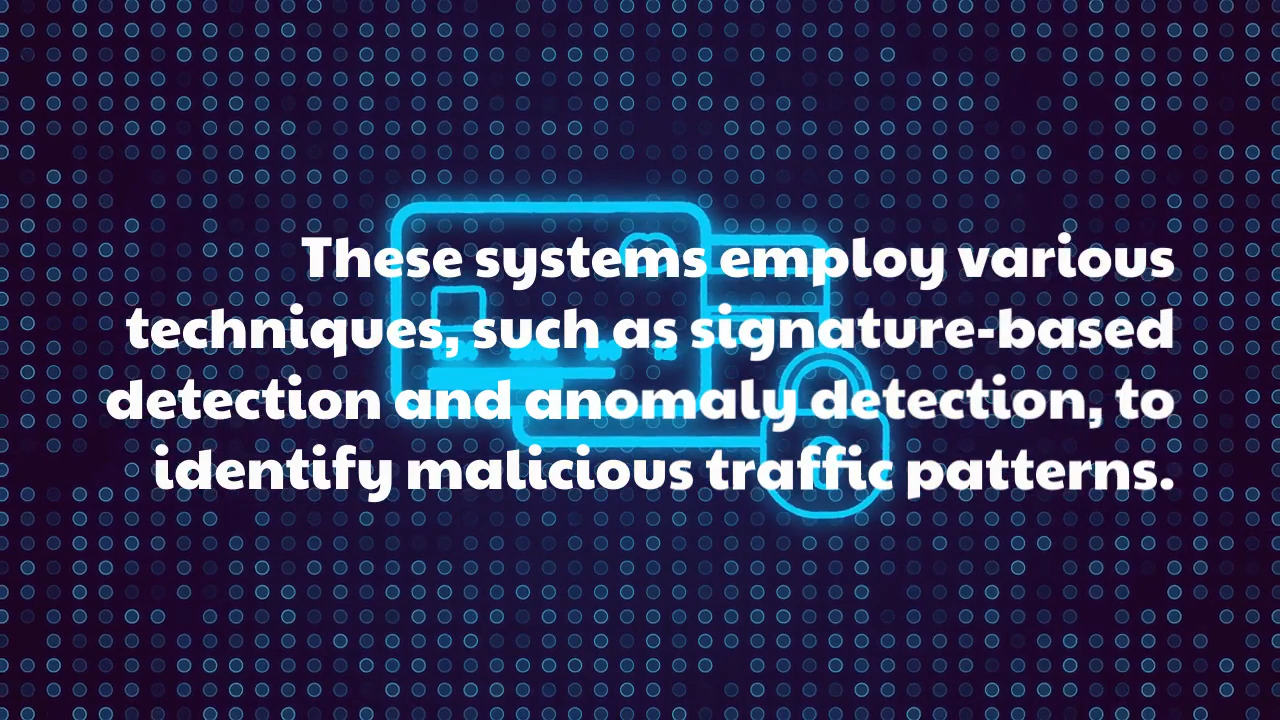 These systems employ various
techniques, such as signature-based
detection and anomaly detection, to
identify malicious traffic patterns.